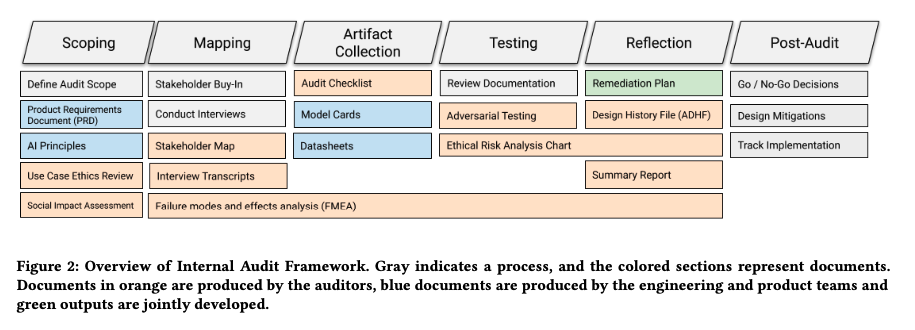 Scoping
Mapping
Artifact
Collection
Testing
Reflection
Post-Audit
Define Audit Scope
Stakeholder Buy-In
Audit Checklist
Review Documentation
Remediation Plan
Go / No-Go Decisions
Product Requirements
Document (PRD)
Conduct Interviews
Model Cards
Adversarial Testing
Design History File (ADHF)
Design Mitigations
AI Principles
Stakeholder Map
Datasheets
Ethical Risk Analysis Chart
Track Implementation
Use Case Ethics Review
Interview Transcripts
Summary Report
Social Impact Assessment
Failure modes and effects analysis (FMEA)
Figure 2: Overview of Internal Audit Framework. Gray indicates a process, and the colored sections represent documents.
Documents in orange are produced by the auditors, blue documents are produced by the engineering and product teams and
green outputs are jointly developed.